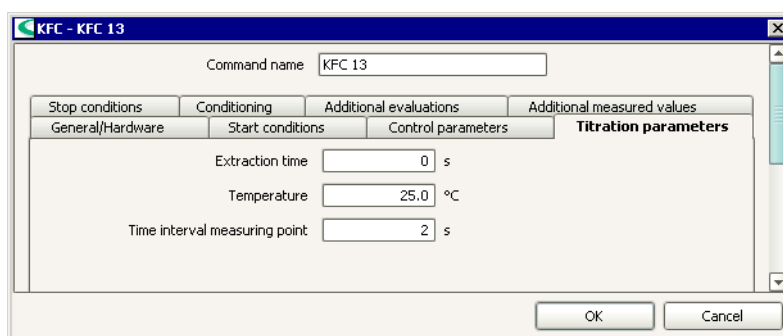 KFC - KFC 13
Command name KFC 13
Stop conditions Conditioning Additional evaluations Additional measured values
General/Hardware Start conditions Control parameters Titration parameters
Extraction time 0 s
Temperature 25.0 °C
Time interval measuring point 2 s
OK Cancel